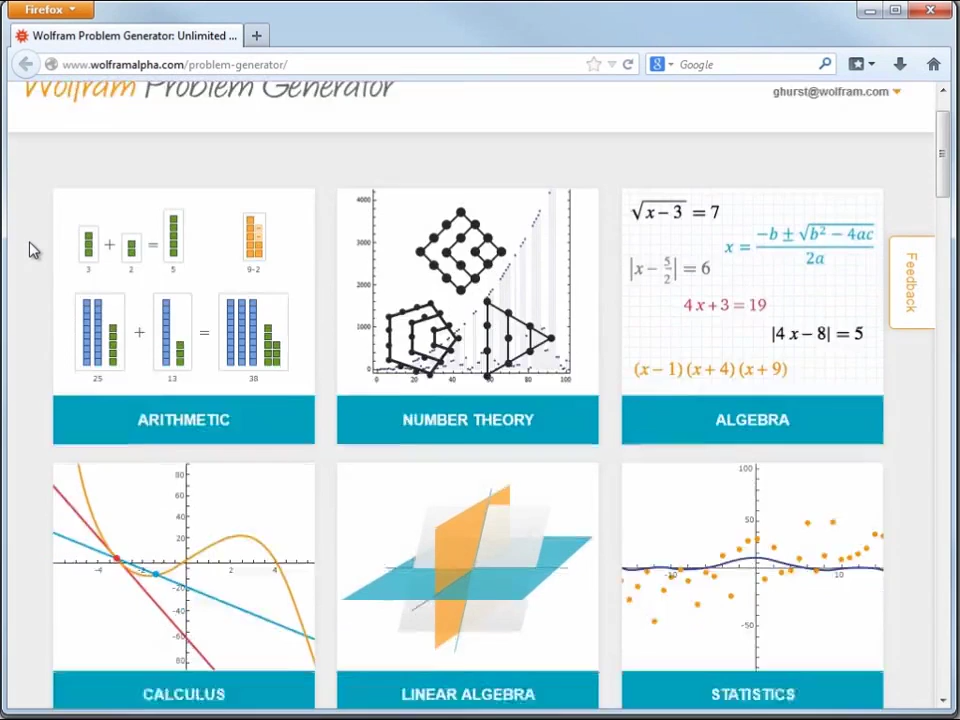 Firefox
Wolfram Problem Generator: Unlimited ...
www.wolframalpha.com/problem-generator/
Google
Wolfram Problem Generator
ghurst@wolfram.com
3 + 2 = 5
9-2
25 + 13 = 38
ARITHMETIC
4000
3000
2000
1000
0
0 20 40 60 80 100
NUMBER THEORY
√(x−3) = 7
x = (−b ± √(b² − 4ac)) / 2a
|x − 5/2| = 6
4x + 3 = 19
|4x − 8| = 5
(x − 1)(x + 4)(x + 9)
ALGEBRA
Feedback
80
60
40
20
-4 -2 2 4
-20
-40
-60
80
CALCULUS
LINEAR ALGEBRA
100
50
-10 10
-50
STATISTICS